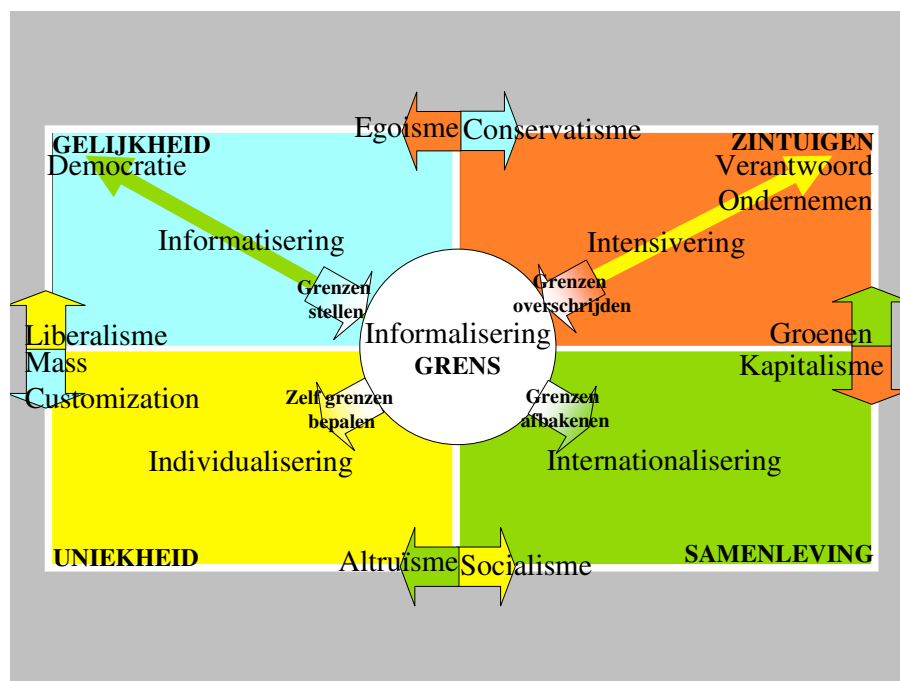 Egoisme Conservatisme
GELIJKHEID
Democratie
ZINTUIGEN
Verantwoord
Ondernemen
Informatisering
Intensivering
Grenzen
stellen
Grenzen
overschrijden
Informalisering
GRENS
Liberalisme
Mass
Customization
Groenen
Kapitalisme
Zelf grenzen
bepalen
Grenzen
afbakenen
Individualisering
Internationalisering
UNIEKHEID
SAMENLEVING
Altruïsme Socialisme